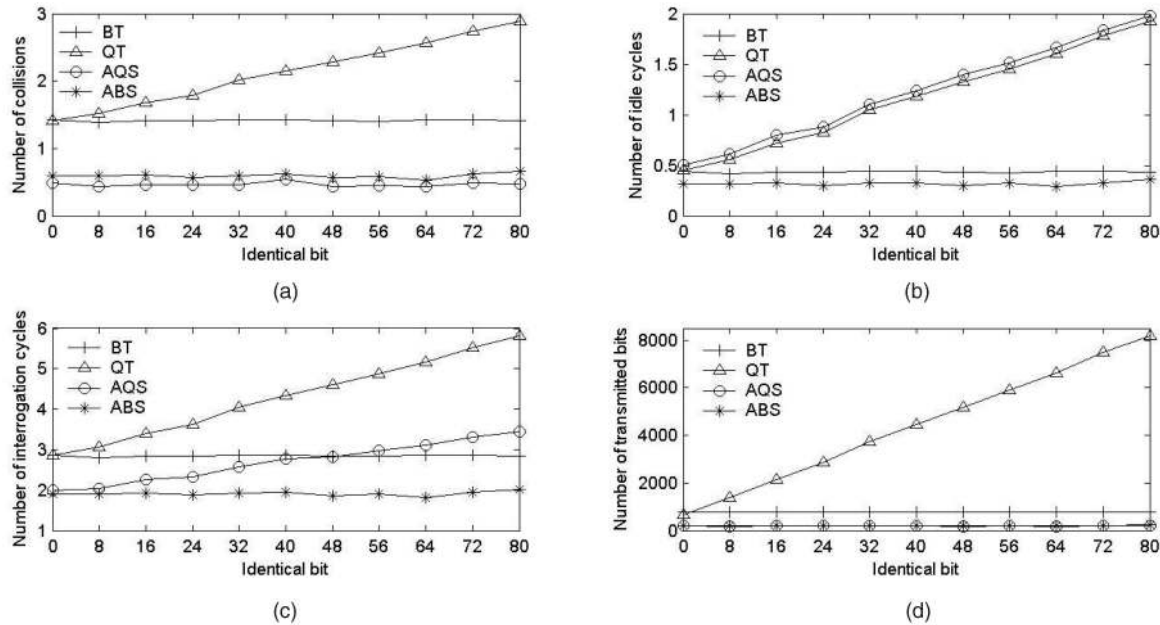 (a)
3
2
1
0
Number of collisions
BT
QT
AQS
ABS
0 8 16 24 32 40 48 56 64 72 80
Identical bit
(b)
2
1.5
1
0.5
0
Number of idle cycles
BT
QT
AQS
ABS
0 8 16 24 32 40 48 56 64 72 80
Identical bit
(a)
(b)
6
5
4
3
2
1
Number of interrogation cycles
BT
QT
AQS
ABS
0 8 16 24 32 40 48 56 64 72 80
Identical bit
(c)
8000
6000
4000
2000
0
Number of transmitted bits
BT
QT
AQS
ABS
0 8 16 24 32 40 48 56 64 72 80
Identical bit
(d)